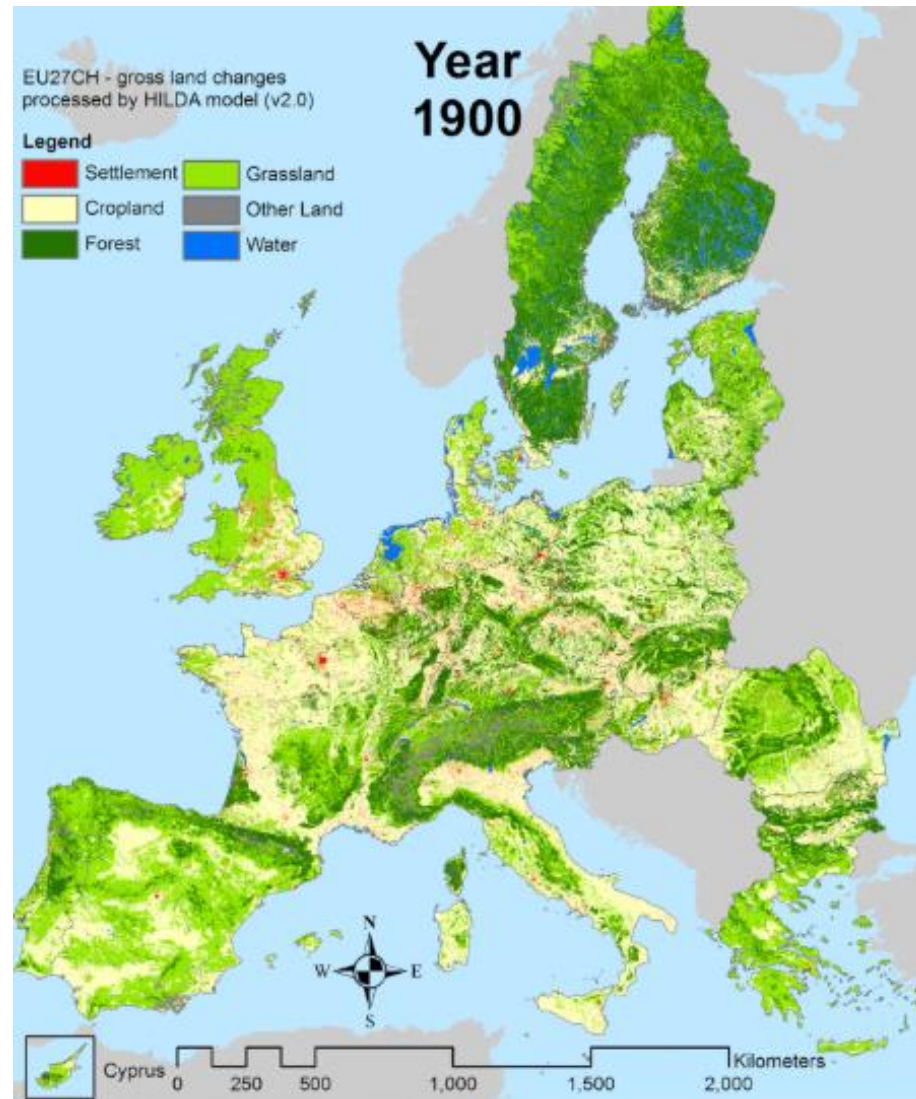 Year
1900
EU27CH - gross land changes
processed by HILDA model (v2.0)
Legend
Settlement Grassland
Cropland Other Land
Forest Water
N
W E
S
Cyprus
Kilometers
0 250 500 1,000 1,500 2,000